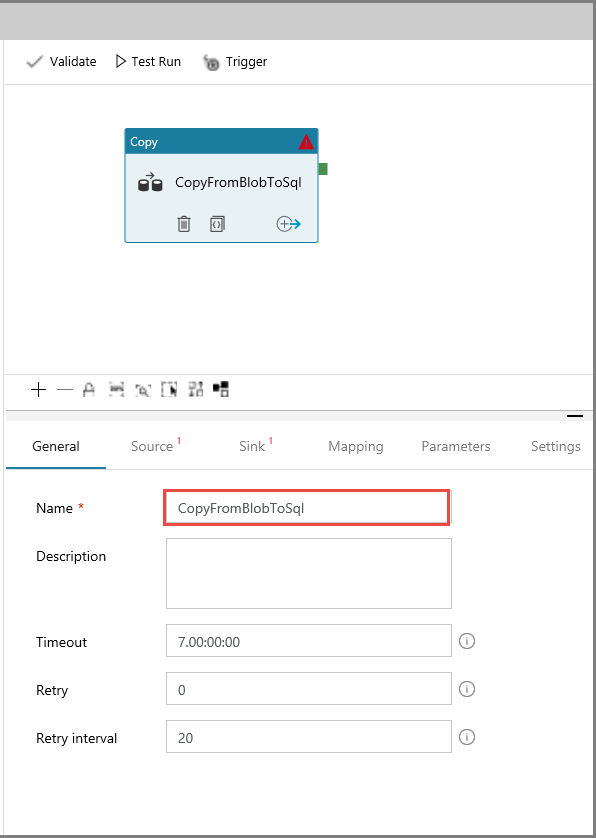 Validate Test Run Trigger
Copy
CopyFromBlobToSql
General Source 1 Sink 1 Mapping Parameters Settings
Name * CopyFromBlobToSql
Description
Timeout 7.00:00:00
Retry 0
Retry interval 20